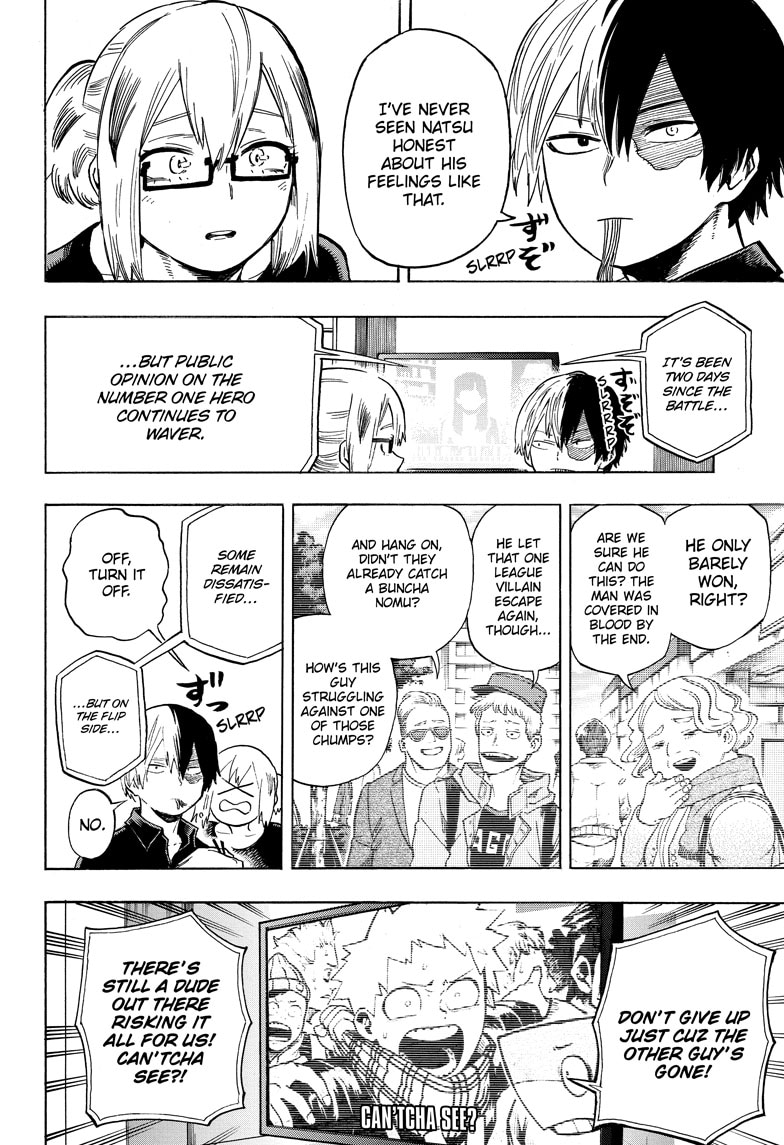 I'VE NEVER
SEEN NATSU
HONEST
ABOUT HIS
FEELINGS LIKE
THAT.
ずぞ
SLRRP
IT'S BEEN
TWO DAYS
SINCE THE
BATTLE...
ずぞぞ
SLRRRRP
...BUT PUBLIC
OPINION ON THE
NUMBER ONE HERO
CONTINUES TO
WAVER.
HE ONLY
BARELY
WON,
RIGHT?
ARE WE
SURE HE
CAN DO
THIS? THE
MAN WAS
COVERED IN
BLOOD BY
THE END.
HE LET
THAT ONE
LEAGUE
VILLAIN
ESCAPE
AGAIN,
THOUGH...
AND HANG ON,
DIDN'T THEY
ALREADY CATCH
A BUNCHA
NOMU?
HOW'S THIS
GUY
STRUGGLING
AGAINST
ONE OF
THOSE
CHUMPS?
SOME
REMAIN
DISSATIS-
FIED...
OFF,
TURN IT
OFF.
...BUT ON
THE FLIP
SIDE...
ずっ
SLRRP
NO.
DON'T GIVE UP
JUST CUZ THE
OTHER GUY'S
GONE!
THERE'S
STILL A DUDE
OUT THERE
RISKING IT
ALL FOR US!
CAN'TCHA
SEE?!
CAN'TCHA SEE?